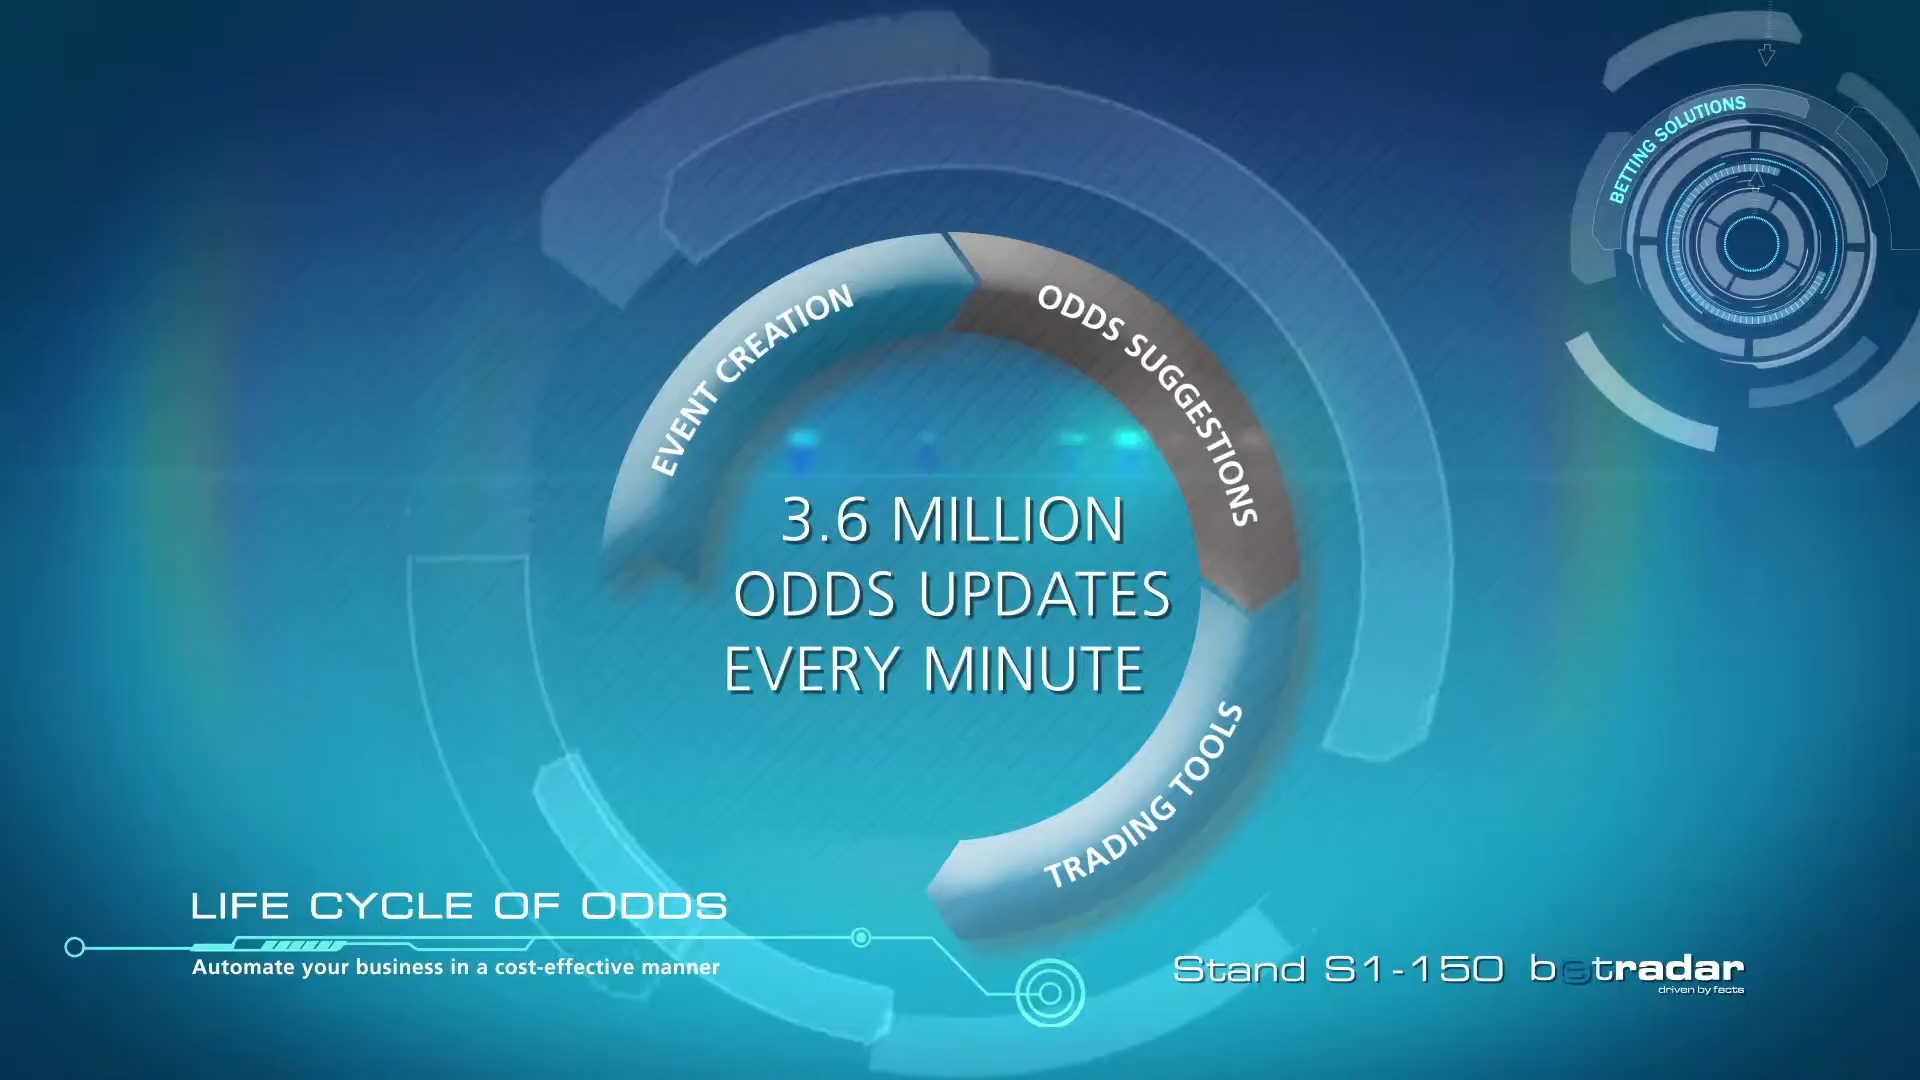 BETTING SOLUTIONS
EVENT CREATION
ODDS SUGGESTIONS
3.6 MILLION
ODDS UPDATES
EVERY MINUTE
TRADING TOOLS
LIFE CYCLE OF ODDS
Automate your business in a cost-effective manner
Stand S1-150 betradar
driven by facts